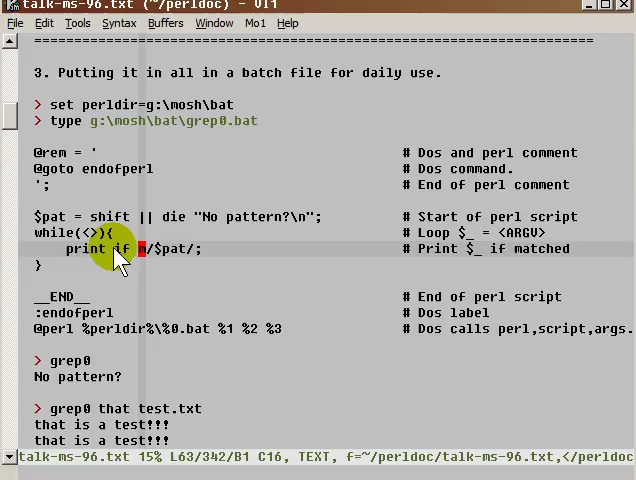 talk-ms-96.txt (~/perldoc) - VI1
File Edit Tools Syntax Buffers Window Mo1 Help
======================================================================
3. Putting it in all in a batch file for daily use.
> set perldir=g:\mosh\bat
> type g:\mosh\bat\grep0.bat
@rem = ' # Dos and perl comment
@goto endofperl # Dos command.
'; # End of perl comment
$pat = shift || die "No pattern?\n"; # Start of perl script
while(<>){ # Loop $_ = <ARGV>
print if m/$pat/; # Print $_ if matched
}
__END__ # End of perl script
:endofperl # Dos label
@perl %perldir%\%0.bat %1 %2 %3 # Dos calls perl,script,args.
> grep0
No pattern?
> grep0 that test.txt
that is a test!!!
that is a test!!!
talk-ms-96.txt 15% L63/342/B1 C16, TEXT, f=~/perldoc/talk-ms-96.txt,</perldoc